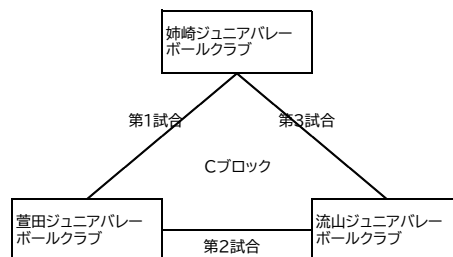 姉崎ジュニアバレー
ボールクラブ
第1試合
第3試合
Cブロック
萱田ジュニアバレー
ボールクラブ
流山ジュニアバレー
ボールクラブ
第2試合